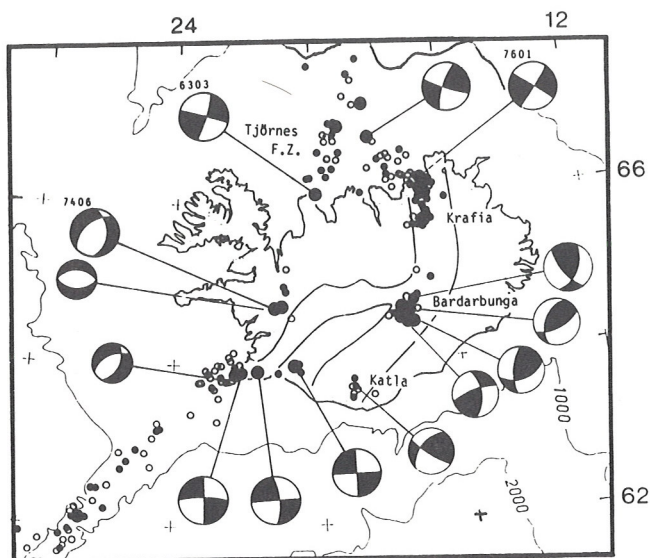 24
12
7601
6303
Tjörnes
F.Z.
66
7406
Krafia
Bardarbunga
Katla
1000
2000
62